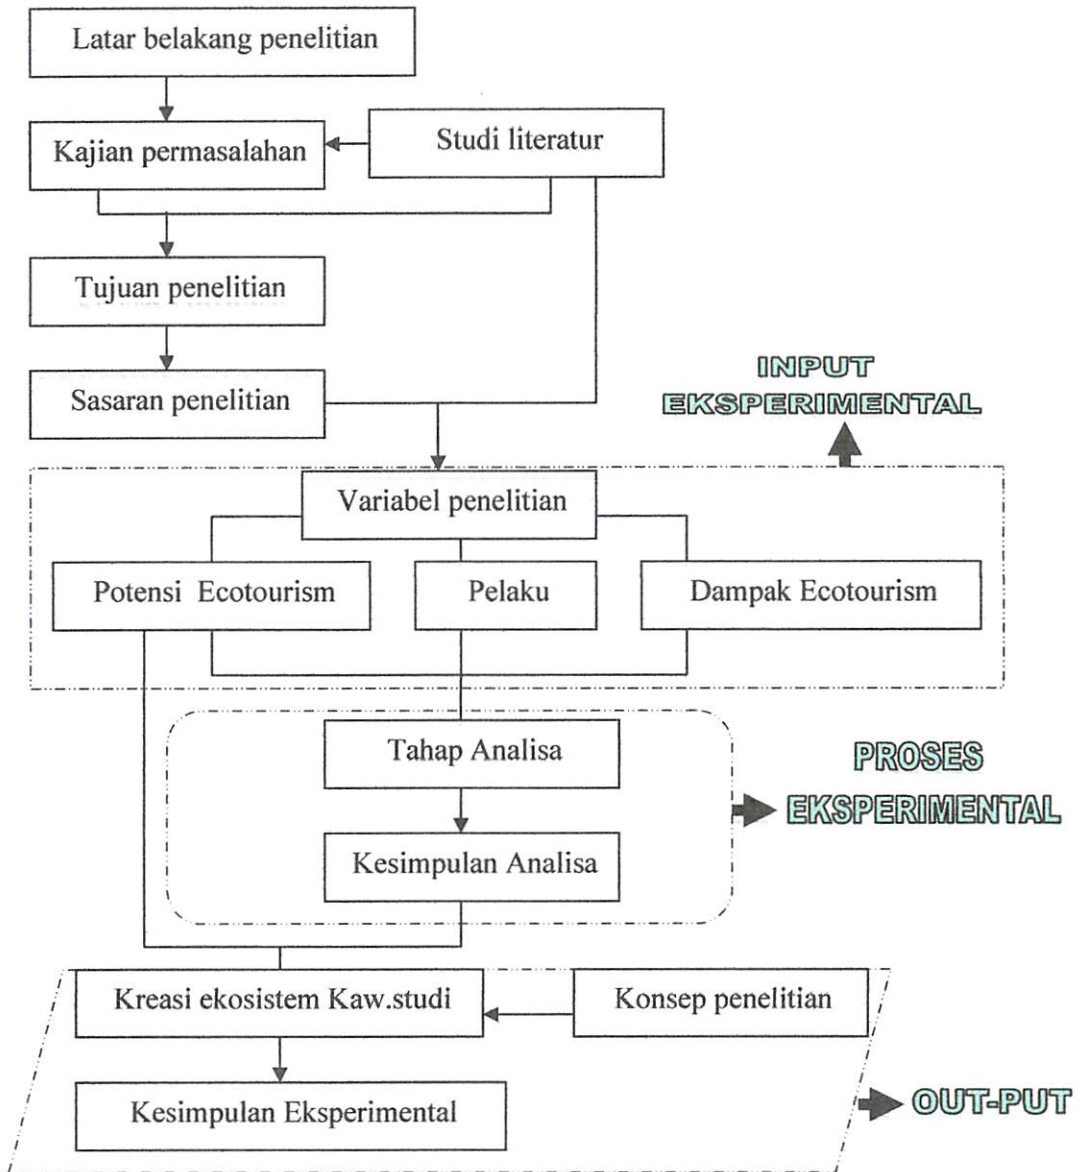 Latar belakang penelitian
Kajian permasalahan
Studi literatur
Tujuan penelitian
Sasaran penelitian
INPUT
EKSPERIMENTAL
Variabel penelitian
Potensi Ecotourism
Pelaku
Dampak Ecotourism
Tahap Analisa
Kesimpulan Analisa
PROSES
EKSPERIMENTAL
Kreasi ekosistem Kaw.studi
Konsep penelitian
Kesimpulan Eksperimental
OUT-PUT